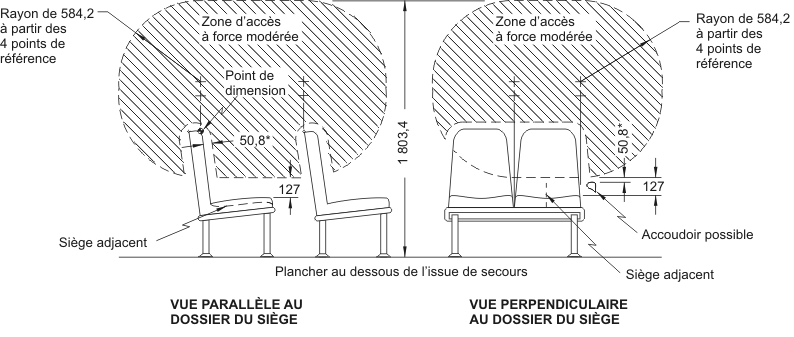 Rayon de 584,2
à partir des
4 points de
référence
Zone d'accès
à force modérée
Point de
dimension
50,8*
127
Siège adjacent
1 803,4
Zone d'accès
à force modérée
Rayon de 584,2
à partir des
4 points de
référence
50,8*
127
Accoudoir possible
Siège adjacent
Plancher au dessous de l'issue de secours
VUE PARALLÈLE AU
DOSSIER DU SIÈGE
VUE PERPENDICULAIRE
AU DOSSIER DU SIÈGE